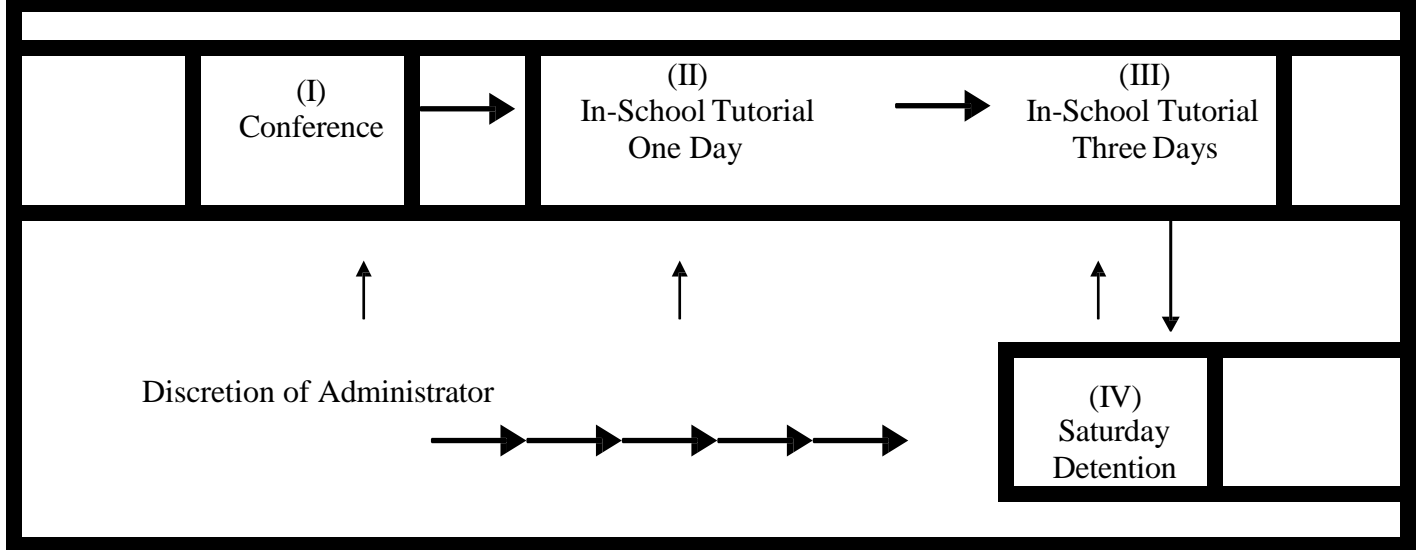 (I)
Conference
(II)
In-School Tutorial
One Day
(III)
In-School Tutorial
Three Days
Discretion of Administrator
(IV)
Saturday
Detention